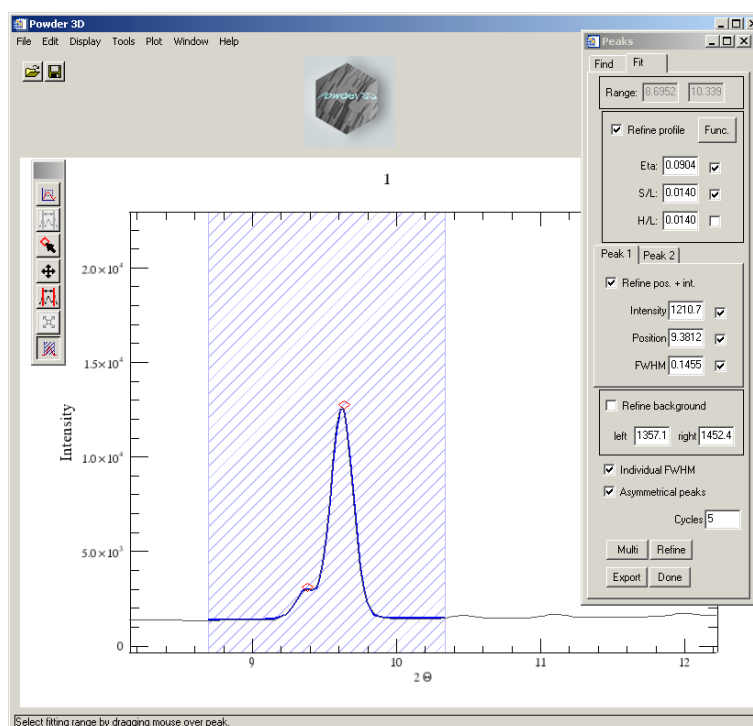 Powder 3D
File Edit Display Tools Plot Window Help
Powder 3D
1
2.0×10⁴
1.5×10⁴
1.0×10⁴
5.0×10³
0
Intensity
9 10 11 12
2Θ
Select fitting range by dragging mouse over peak.
Peaks
Find Fit
Range: 8.6952 10.339
Refine profile Func.
Eta: 0.0904
S/L: 0.0140
H/L: 0.0140
Peak 1 Peak 2
Refine pos. + int.
Intensity 1210.7
Position 9.3812
FWHM 0.1455
Refine background
left 1357.1 right 1452.4
Individual FWHM
Asymmetrical peaks
Cycles 5
Multi Refine
Export Done